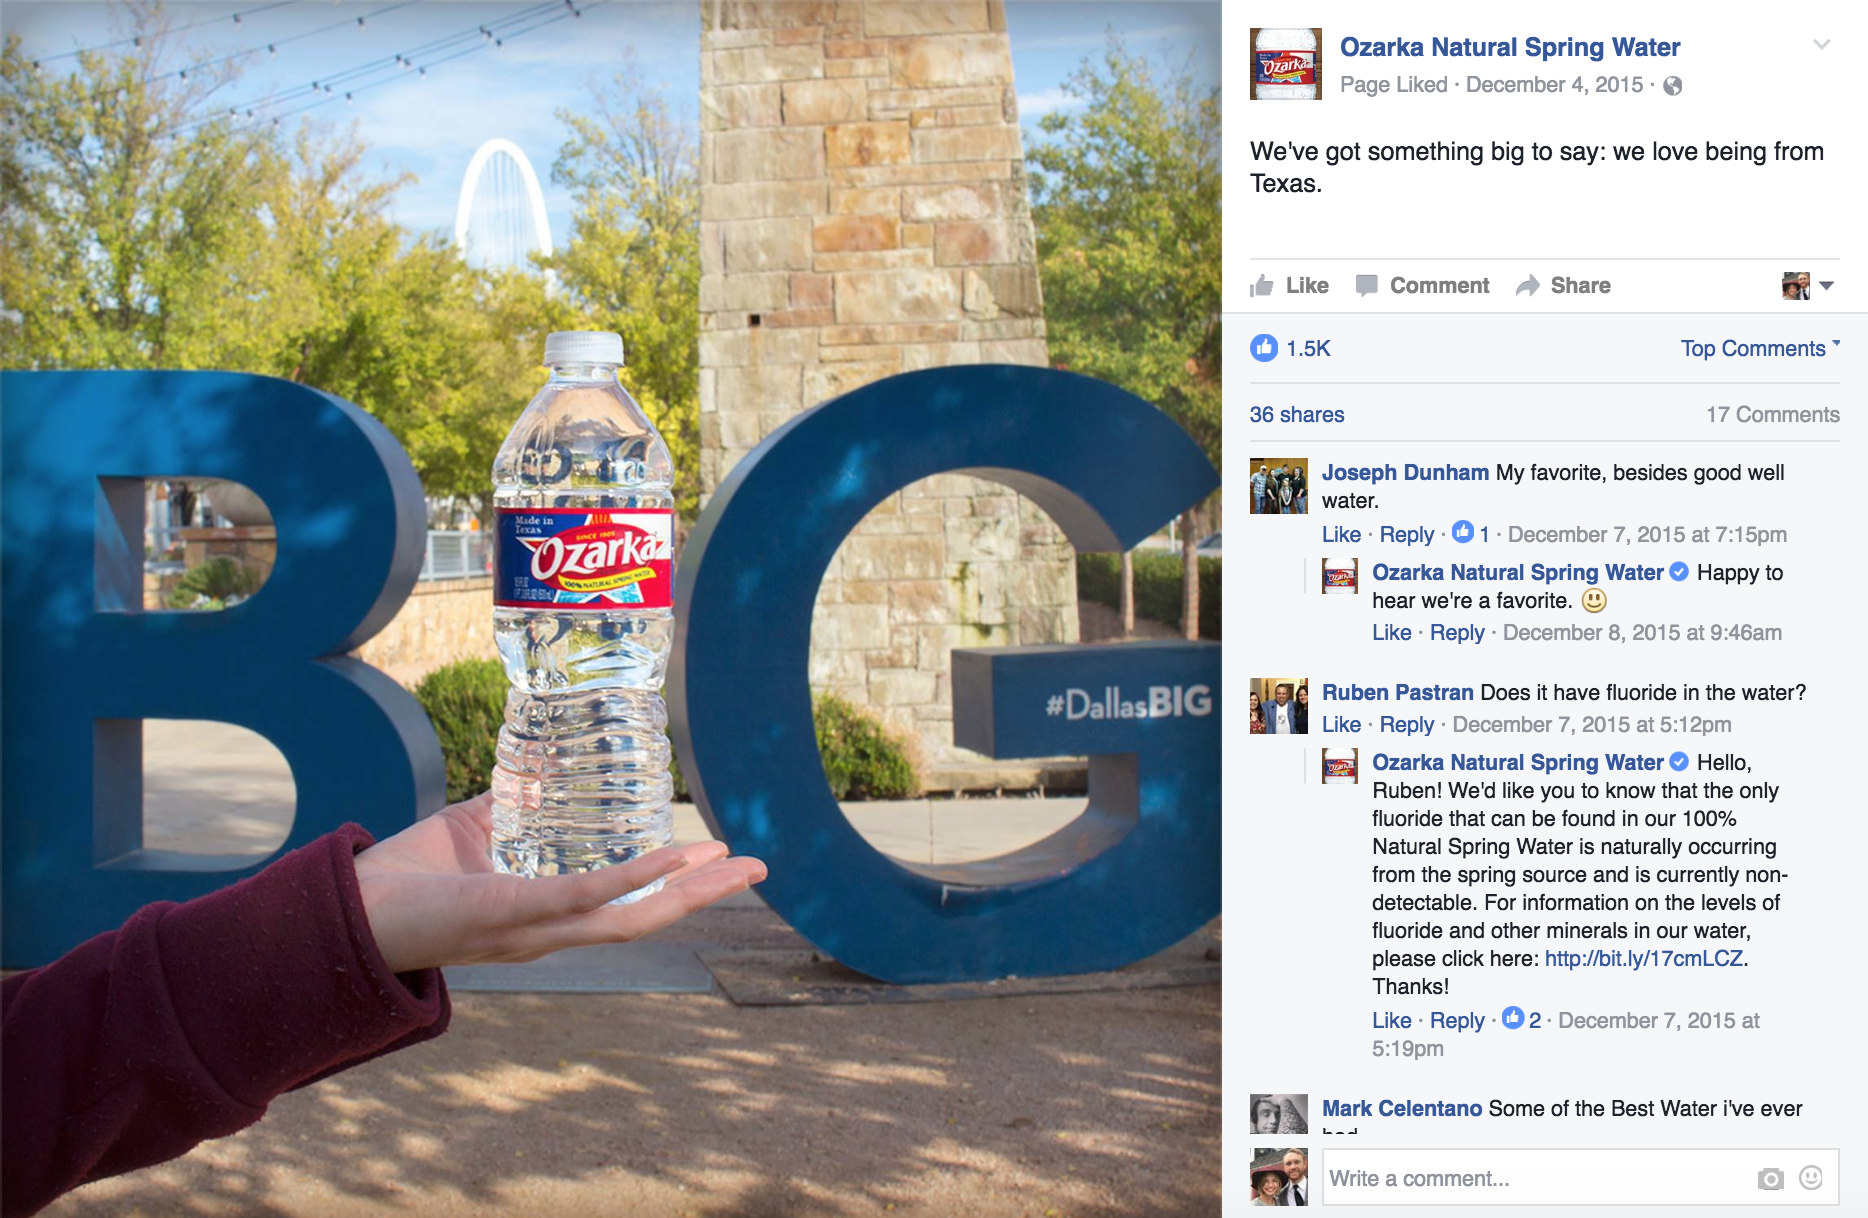 B G
#DallasBIG
Made in
Texas
SINCE 1905
Ozarka
100% NATURAL SPRING WATER
Ozarka Natural Spring Water
Page Liked · December 4, 2015 ·
We've got something big to say: we love being from
Texas.
Like Comment Share
1.5K Top Comments
36 shares 17 Comments
Joseph Dunham My favorite, besides good well
water.
Like · Reply · 1 · December 7, 2015 at 7:15pm
Ozarka Natural Spring Water Happy to
hear we're a favorite. 🙂
Like · Reply · December 8, 2015 at 9:46am
Ruben Pastran Does it have fluoride in the water?
Like · Reply · December 7, 2015 at 5:12pm
Ozarka Natural Spring Water Hello,
Ruben! We'd like you to know that the only
fluoride that can be found in our 100%
Natural Spring Water is naturally occurring
from the spring source and is currently non-
detectable. For information on the levels of
fluoride and other minerals in our water,
please click here: http://bit.ly/17cmLCZ.
Thanks!
Like · Reply · 2 · December 7, 2015 at
5:19pm
Mark Celentano Some of the Best Water i've ever
Write a comment...